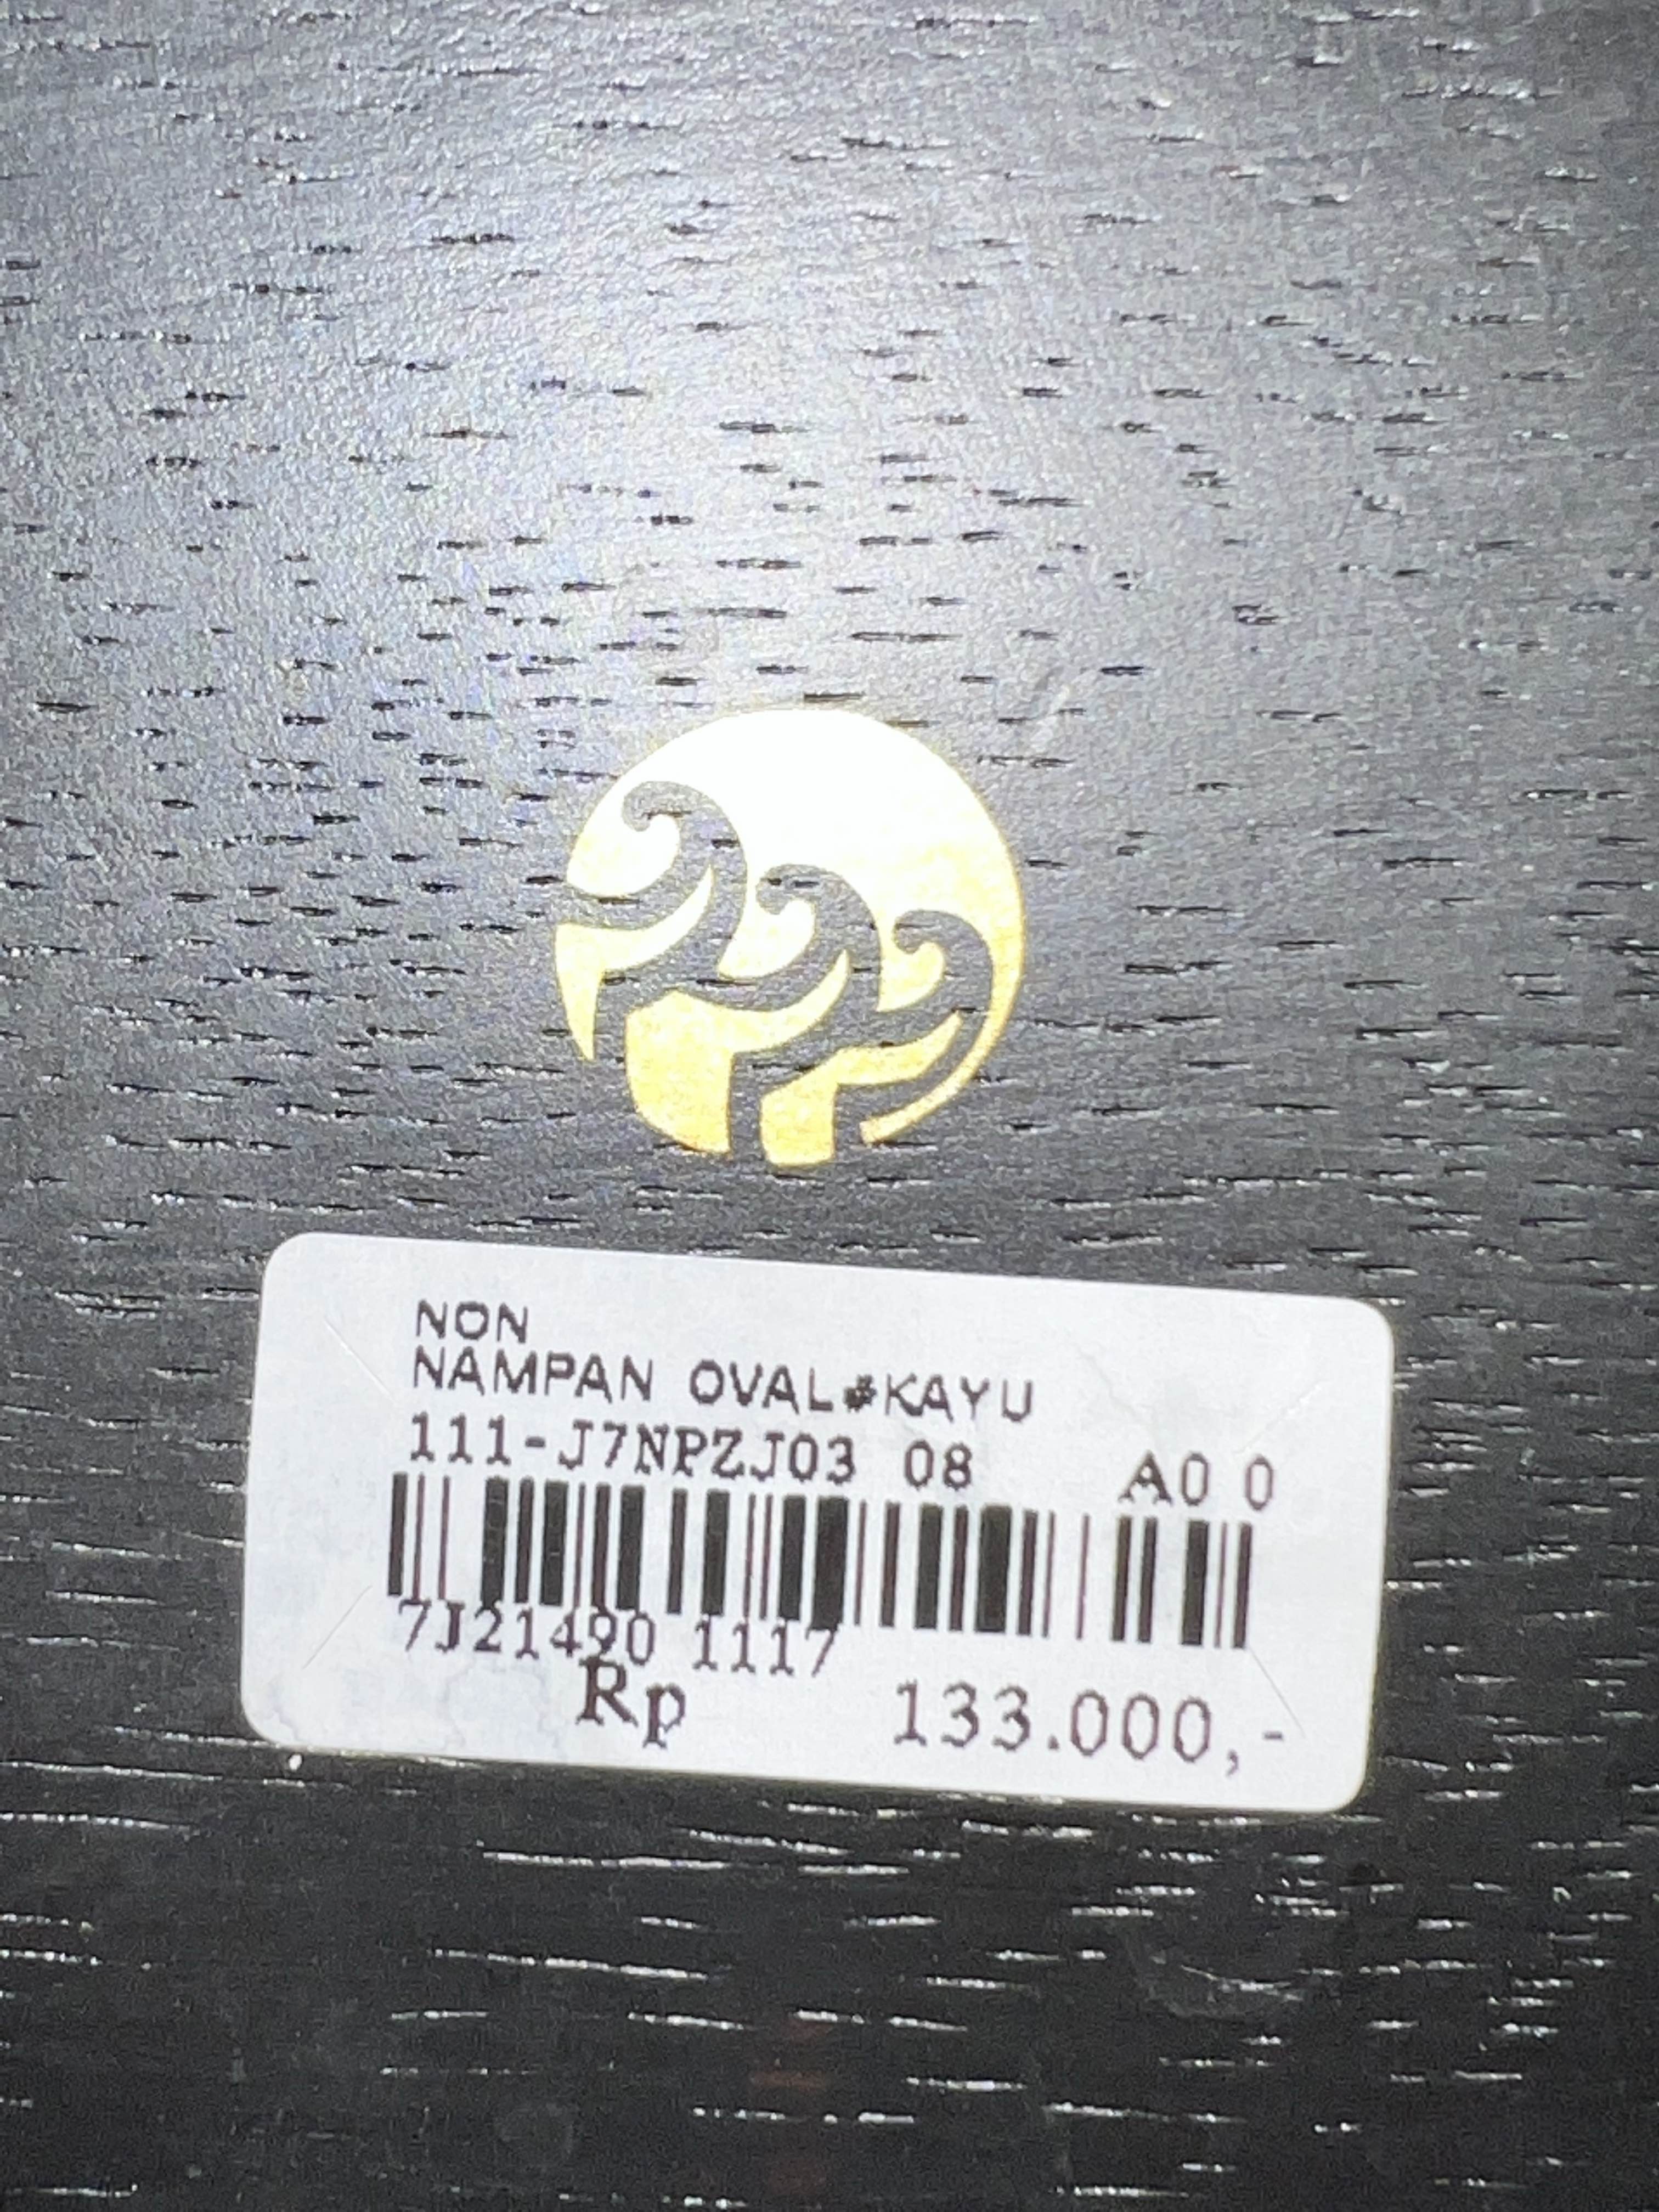 NON
NAMPAN OVAL#KAYU
111-J7NPZJ03 08 A0 0
7J21490 1117
Rp 133.000,-